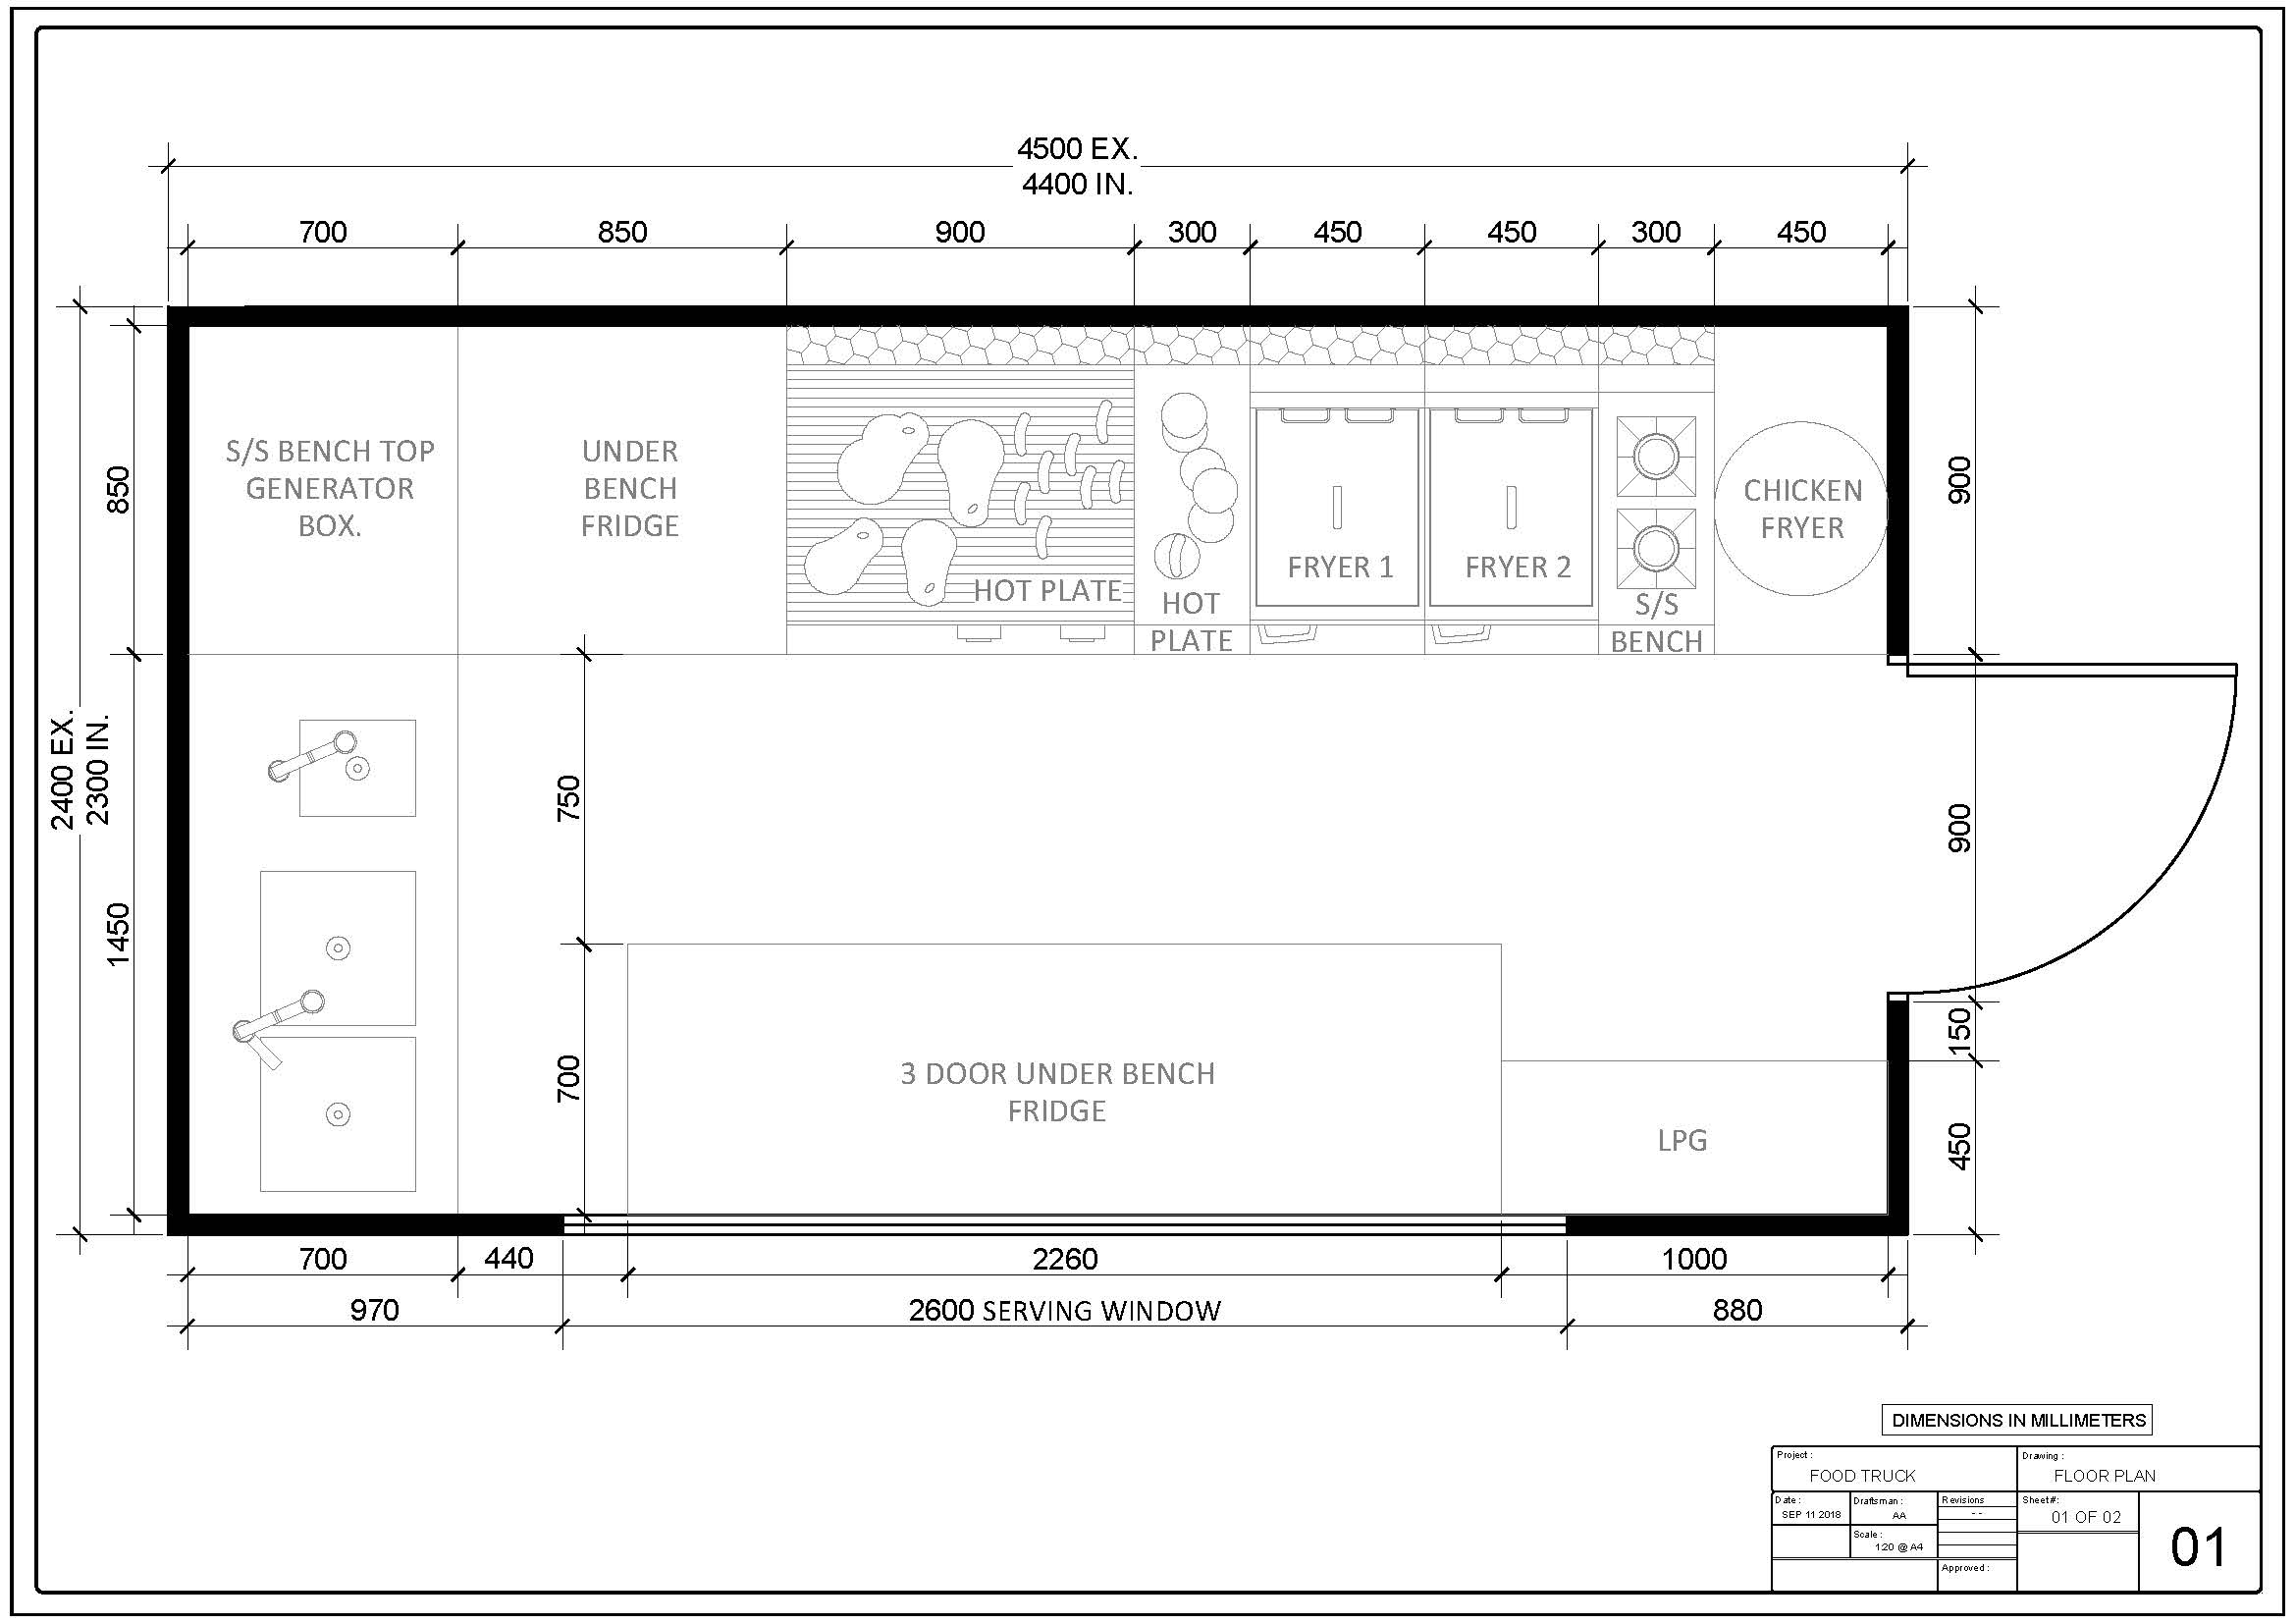 4500 EX.
4400 IN.
700
850
900
300
450
450
300
450
2400 EX.
2300 IN.
850
1450
S/S BENCH TOP
GENERATOR
BOX.
UNDER
BENCH
FRIDGE
HOT PLATE
HOT
PLATE
FRYER 1
FRYER 2
S/S
BENCH
CHICKEN
FRYER
900
900
150
450
750
700
3 DOOR UNDER BENCH
FRIDGE
LPG
700
440
2260
1000
970
2600 SERVING WINDOW
880
DIMENSIONS IN MILLIMETERS
Project :
FOOD TRUCK
Drawing :
FLOOR PLAN
Date :
SEP 11 2018
Draftsman :
AA
Revisions
- -
Sheet#:
01 OF 02
Scale :
1:20 @ A4
Approved :
01